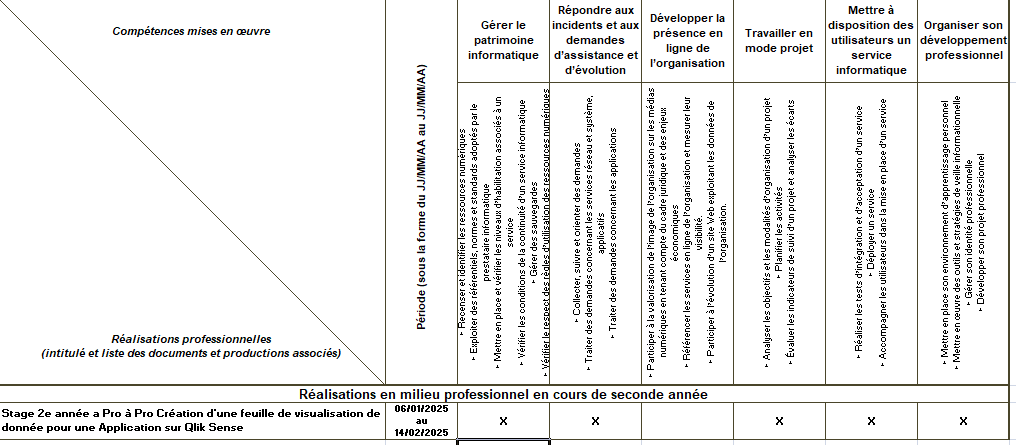 Compétences mises en œuvre
Réalisations professionnelles
(intitulé et liste des documents et productions associés)
Période (sous la forme du JJ/MM/AA au JJ/MM/AA)
Gérer le
patrimoine
informatique
Répondre aux
incidents et aux
demandes
d'assistance et
d'évolution
Développer la
présence en
ligne de
l'organisation
Travailler en
mode projet
Mettre à
disposition des
utilisateurs un
service
informatique
Organiser son
développement
professionnel
‣ Recenser et identifier les ressources numériques
‣ Exploiter des référentiels, normes et standards adoptés par le
prestataire informatique
‣ Mettre en place et vérifier les niveaux d'habilitation associés à un
service
‣ Vérifier les conditions de la continuité d'un service informatique
‣ Gérer des sauvegardes
‣ Vérifier le respect des règles d'utilisation des ressources numériques
‣ Collecter, suivre et orienter des demandes
‣ Traiter des demandes concernant les services réseau et système,
applicatifs
‣ Traiter des demandes concernant les applications
‣ Participer à la valorisation de l'image de l'organisation sur les médias
numériques en tenant compte du cadre juridique et des enjeux
économiques
‣ Référencer les services en ligne de l'organisation et mesurer leur
visibilité.
‣ Participer à l'évolution d'un site Web exploitant les données de
l'organisation.
‣ Analyser les objectifs et les modalités d'organisation d'un projet
‣ Planifier les activités
‣ Évaluer les indicateurs de suivi d'un projet et analyser les écarts
‣ Réaliser les tests d'intégration et d'acceptation d'un service
‣ Déployer un service
‣ Accompagner les utilisateurs dans la mise en place d'un service
‣ Mettre en place son environnement d'apprentissage personnel
‣ Mettre en œuvre des outils et stratégies de veille informationnelle
‣ Gérer son identité professionnelle
‣ Développer son projet professionnel
Réalisations en milieu professionnel en cours de seconde année
Stage 2e année a Pro à Pro Création d'une feuille de visualisation de
donnée pour une Application sur Qlik Sense
06/01/2025
au
14/02/2025
X X X X X